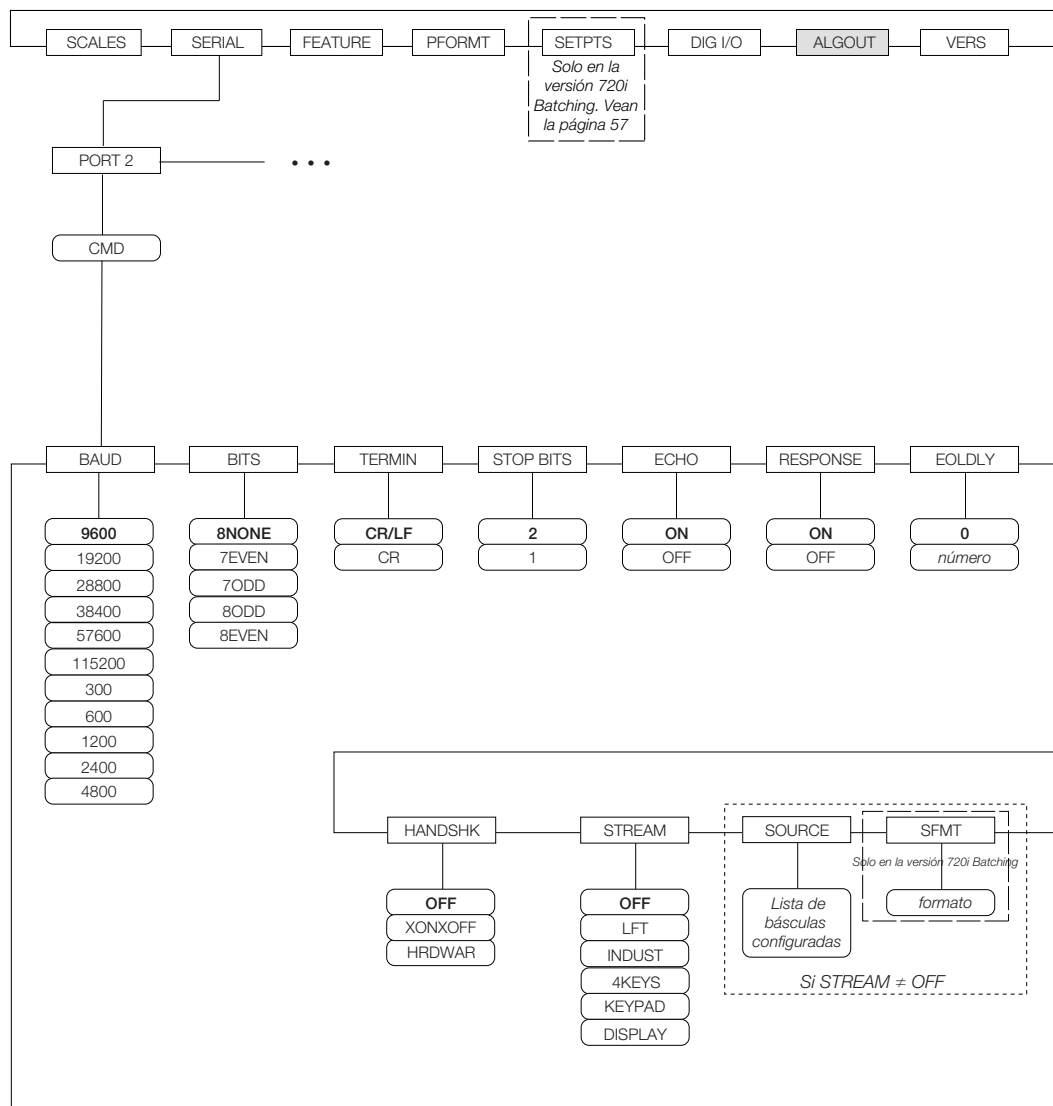 SCALES
SERIAL
FEATURE
PFORMT
SETPTS
DIG I/O
ALGOUT
VERS
Solo en la
versión 720i
Batching. Vean
la página 57
PORT 2
• • •
CMD
BAUD
BITS
TERMIN
STOP BITS
ECHO
RESPONSE
EOLDLY
9600
19200
28800
38400
57600
115200
300
600
1200
2400
4800
8NONE
7EVEN
7ODD
8ODD
8EVEN
CR/LF
CR
2
1
ON
OFF
ON
OFF
0
número
HANDSHK
STREAM
SOURCE
SFMT
Solo en la versión 720i Batching
OFF
XONXOFF
HRDWAR
OFF
LFT
INDUST
4KEYS
KEYPAD
DISPLAY
Lista de
básculas
configuradas
formato
Si STREAM ≠ OFF